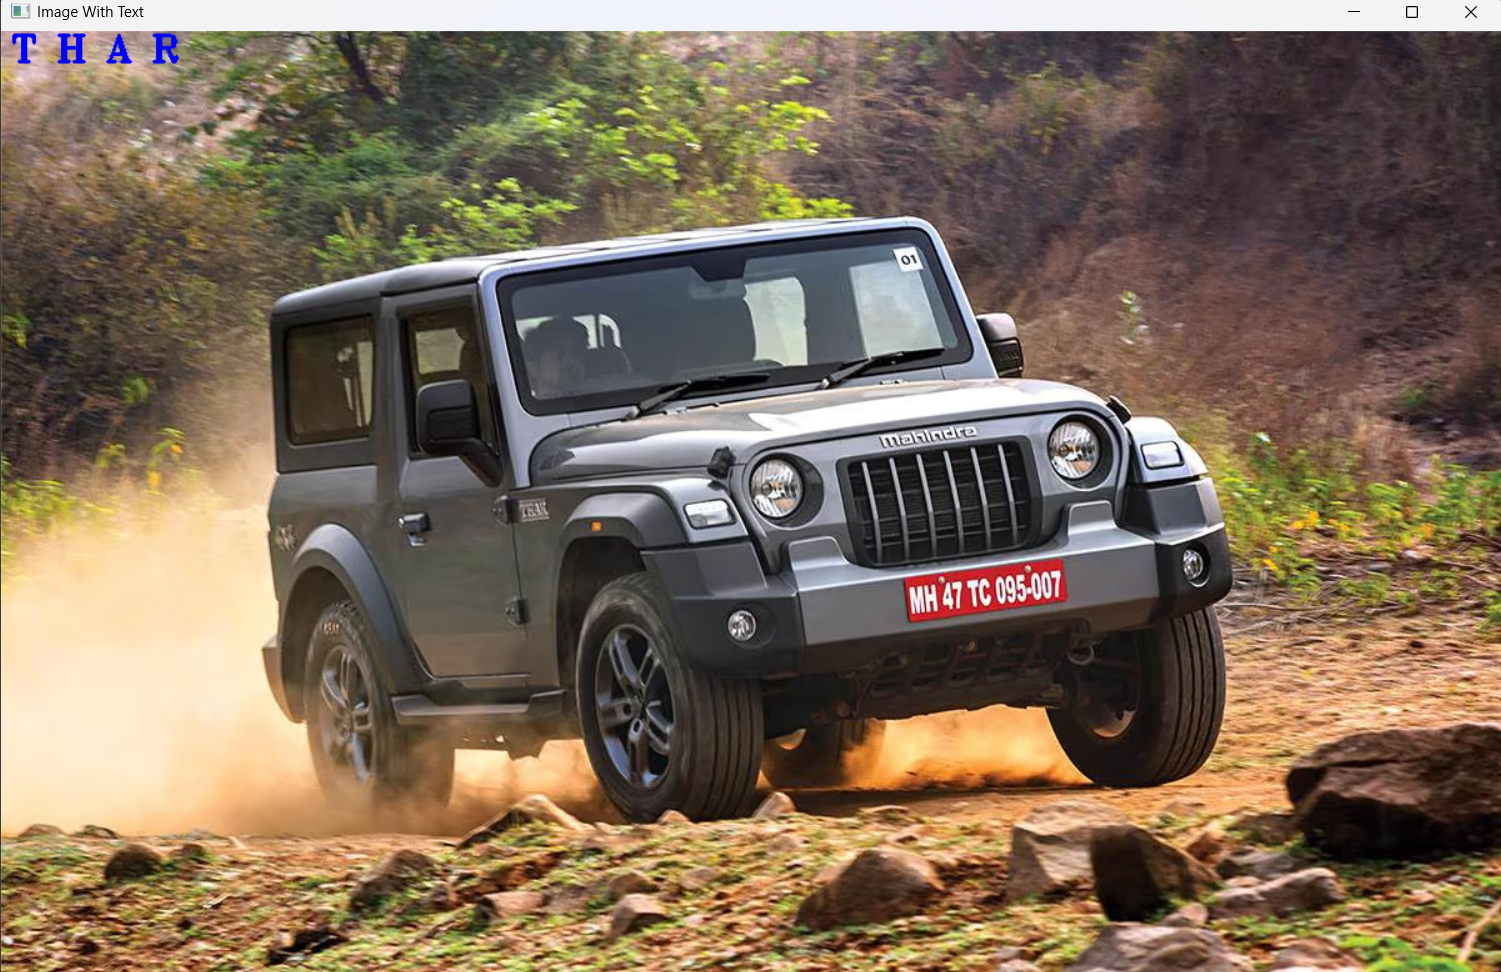 Image With Text
T H A R
01
mahindra
THAR
MH 47 TC 095-007